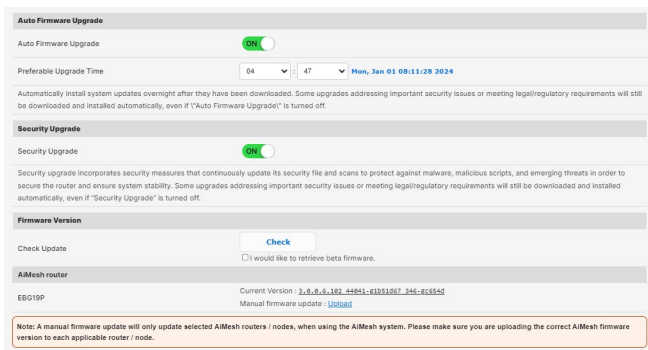 Auto Firmware Upgrade
Auto Firmware Upgrade ON
Preferable Upgrade Time 04 : 47 Mon, Jan 01 08:11:28 2024
Automatically install system updates overnight after they have been downloaded. Some upgrades addressing important security issues or meeting legal/regulatory requirements will still
be downloaded and installed automatically, even if \"Auto Firmware Upgrade\" is turned off.
Security Upgrade
Security Upgrade ON
Security upgrade incorporates security measures that continuously update its security file and scans to protect against malware, malicious scripts, and emerging threats in order to
secure the router and ensure system stability. Some upgrades addressing important security issues or meeting legal/regulatory requirements will still be downloaded and installed
automatically, even if "Security Upgrade" is turned off.
Firmware Version
Check Update Check
I would like to retrieve beta firmware.
AiMesh router
EBG19P Current Version : 3.0.0.6.102_44041-g1b51d67_346-gc654d
Manual firmware update : Upload
Note: A manual firmware update will only update selected AiMesh routers / nodes, when using the AiMesh system. Please make sure you are uploading the correct AiMesh firmware
version to each applicable router / node.